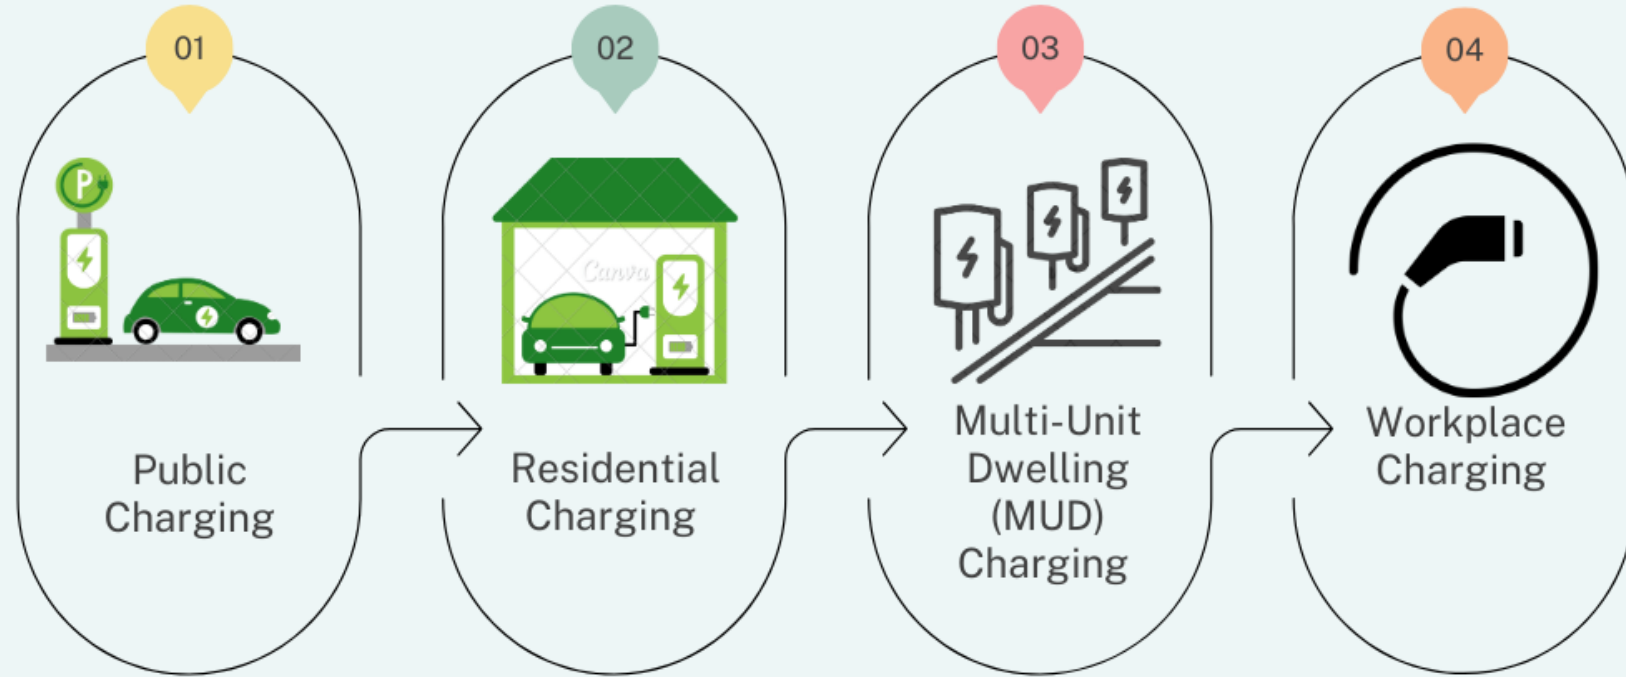 01
02
03
04
P
Canva
Public
Charging
Residential
Charging
Multi-Unit
Dwelling
(MUD)
Charging
Workplace
Charging